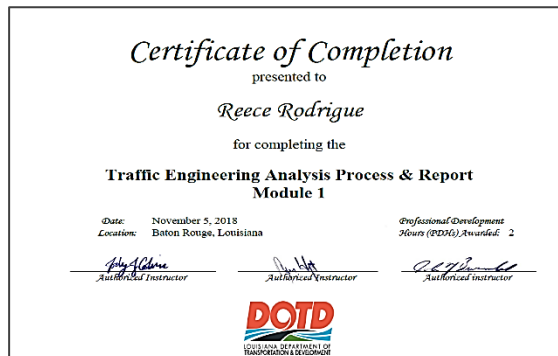 Certificate of Completion
presented to
Reece Rodrigue
for completing the
Traffic Engineering Analysis Process & Report
Module 1
Date: November 5, 2018
Location: Baton Rouge, Louisiana
Professional Development
Hours (PDHs) Awarded: 2
Authorized Instructor
Authorized Instructor
Authorized instructor
DOTD
LOUISIANA DEPARTMENT OF
TRANSPORTATION & DEVELOPMENT